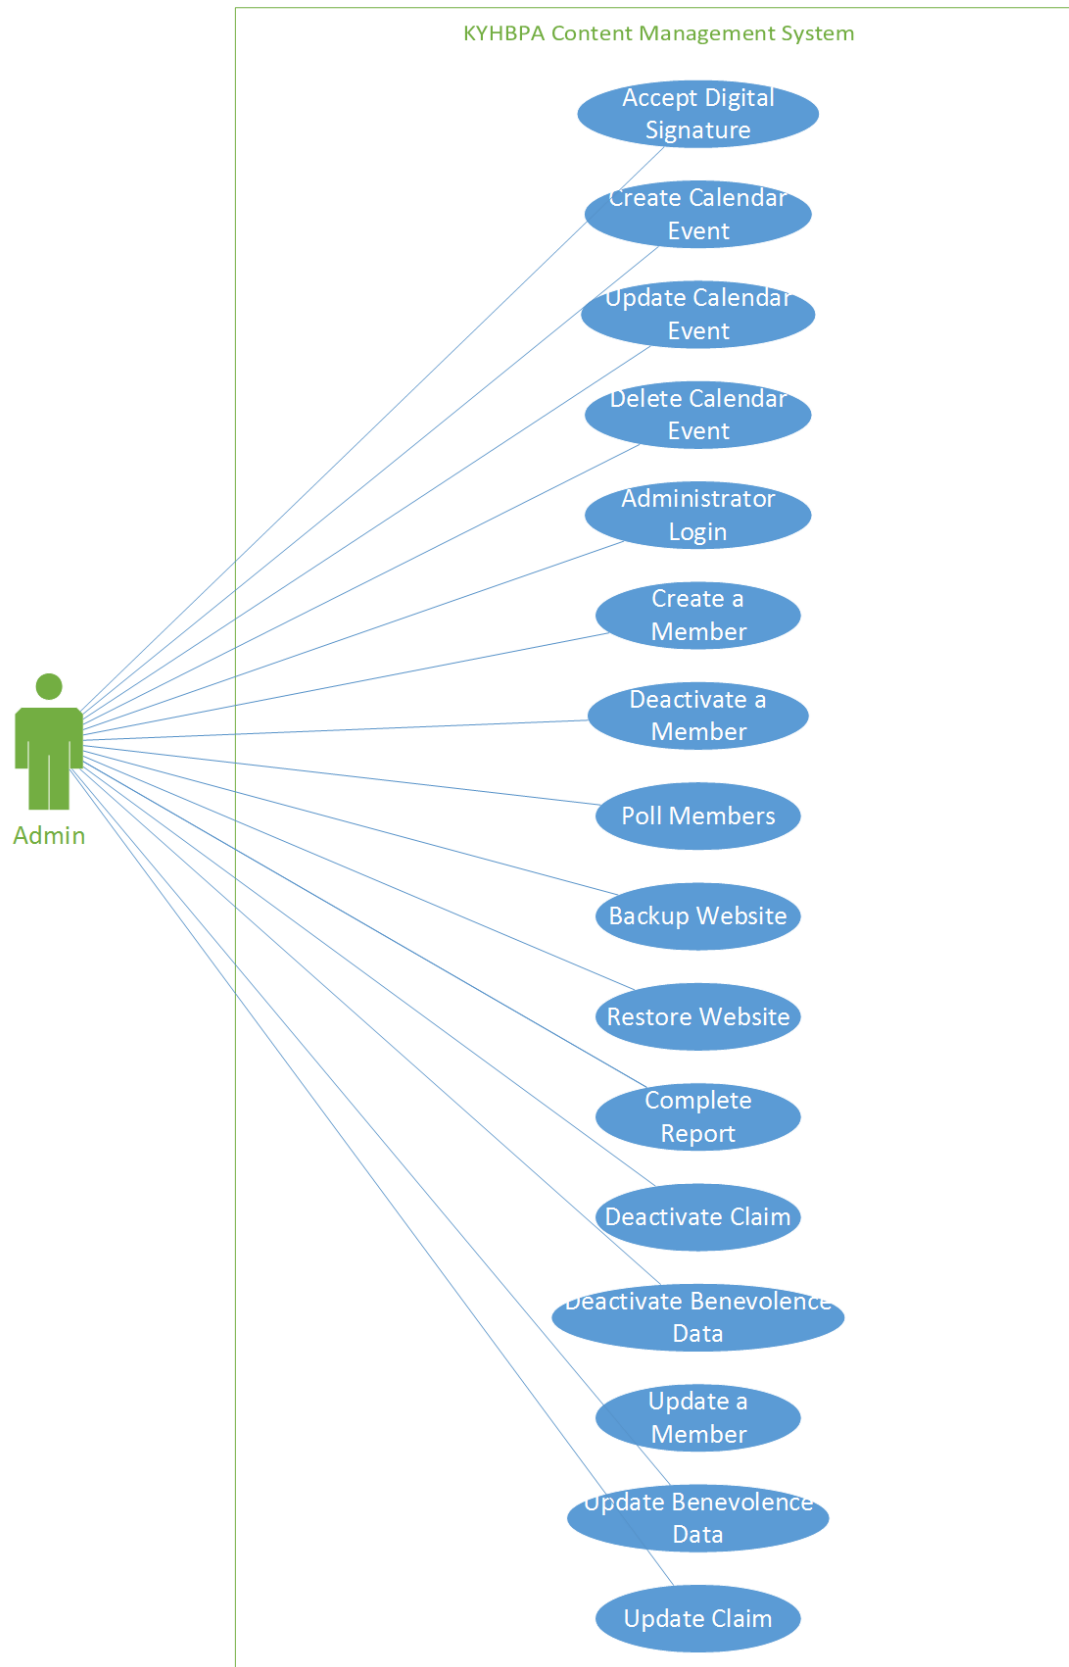 KYHBPA Content Management System
Accept Digital
Signature
Create Calendar
Event
Update Calendar
Event
Delete Calendar
Event
Administrator
Login
Create a
Member
Deactivate a
Member
Poll Members
Admin
Backup Website
Restore Website
Complete
Report
Deactivate Claim
Deactivate Benevolence
Data
Update a
Member
Update Benevolence
Data
Update Claim